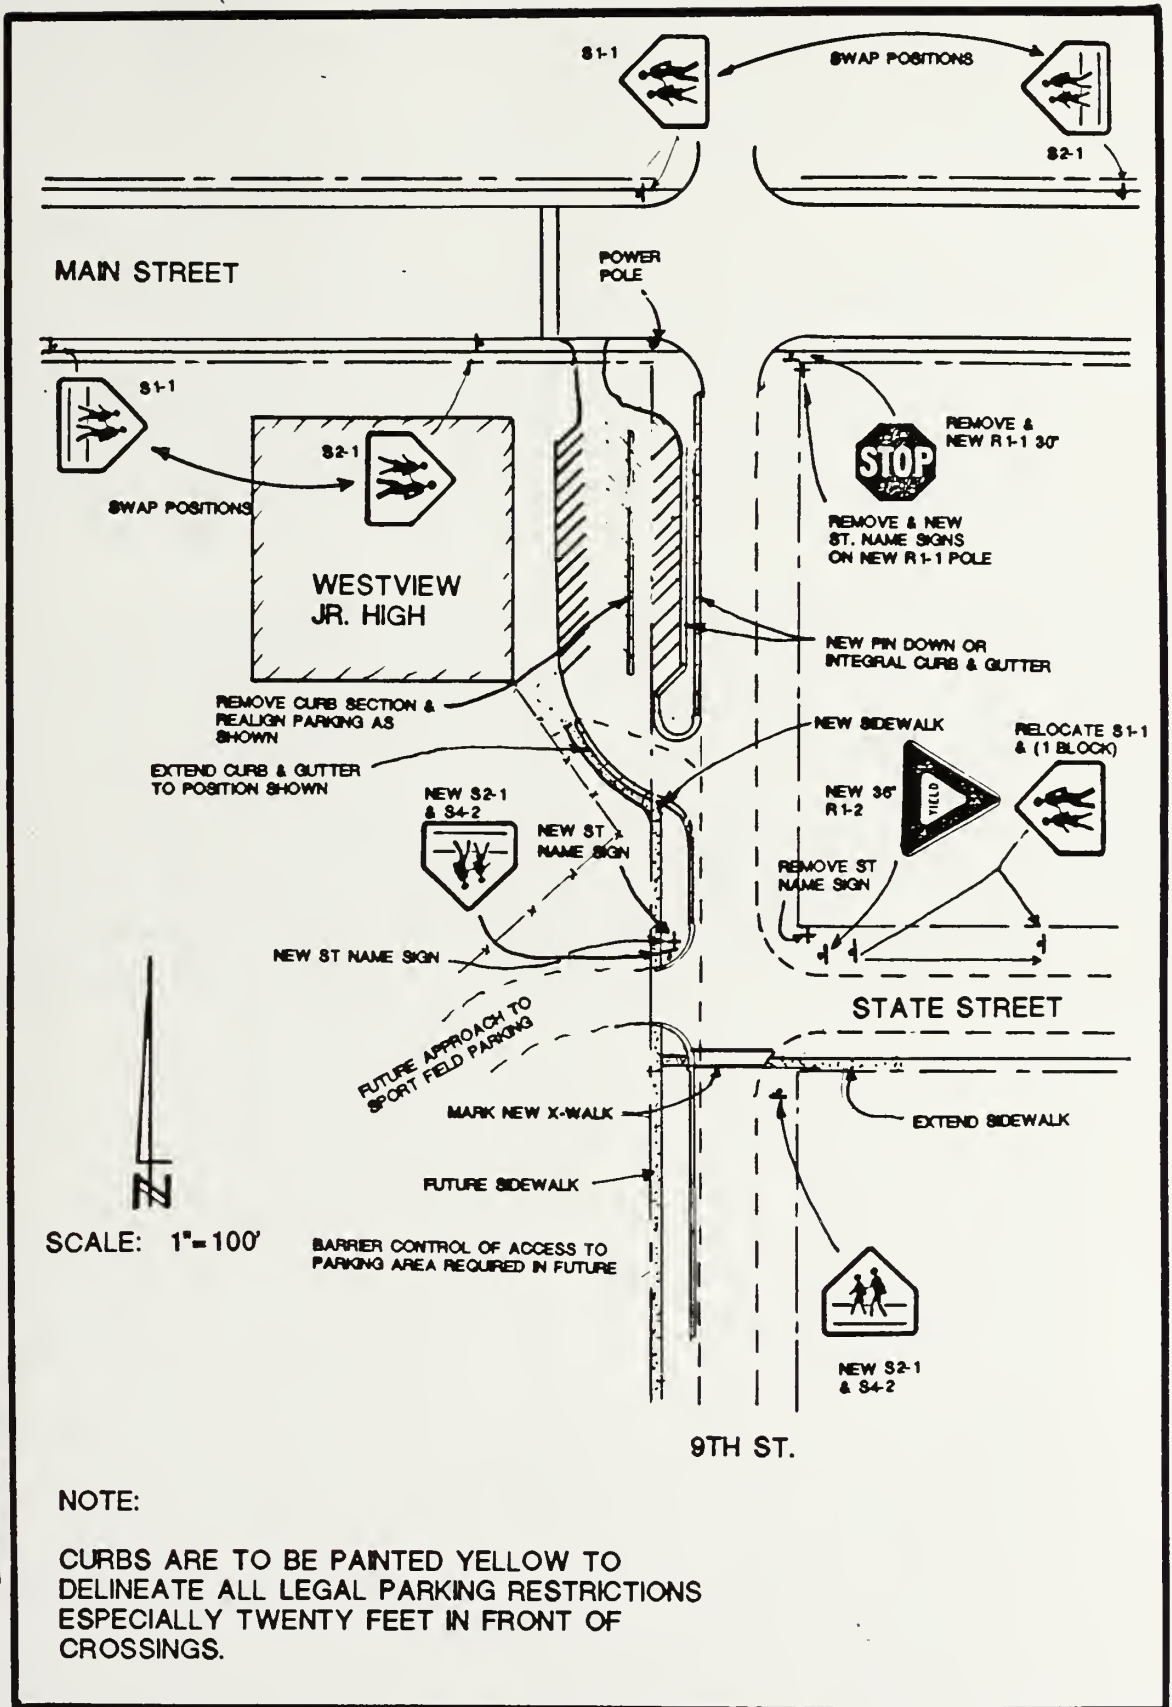 S1-1
SWAP POSITIONS
S2-1
MAIN STREET
POWER
POLE
S1-1
S2-1
SWAP POSITIONS
WESTVIEW
JR. HIGH
STOP
REMOVE &
NEW R1-1 30"
REMOVE & NEW
ST. NAME SIGNS
ON NEW R1-1 POLE
NEW PIN DOWN OR
INTEGRAL CURB & GUTTER
REMOVE CURB SECTION &
REALIGN PARKING AS
SHOWN
NEW SIDEWALK
RELOCATE S1-1
& (1 BLOCK)
EXTEND CURB & GUTTER
TO POSITION SHOWN
NEW S2-1
& S4-2
NEW ST
NAME SIGN
NEW 36"
R1-2
YIELD
REMOVE ST
NAME SIGN
NEW ST NAME SIGN
STATE STREET
FUTURE APPROACH TO
SPORT FIELD PARKING
MARK NEW X-WALK
EXTEND SIDEWALK
FUTURE SIDEWALK
N
SCALE: 1"=100'
BARRIER CONTROL OF ACCESS TO
PARKING AREA REQUIRED IN FUTURE
NEW S2-1
& S4-2
9TH ST.
NOTE:
CURBS ARE TO BE PAINTED YELLOW TO
DELINEATE ALL LEGAL PARKING RESTRICTIONS
ESPECIALLY TWENTY FEET IN FRONT OF
CROSSINGS.